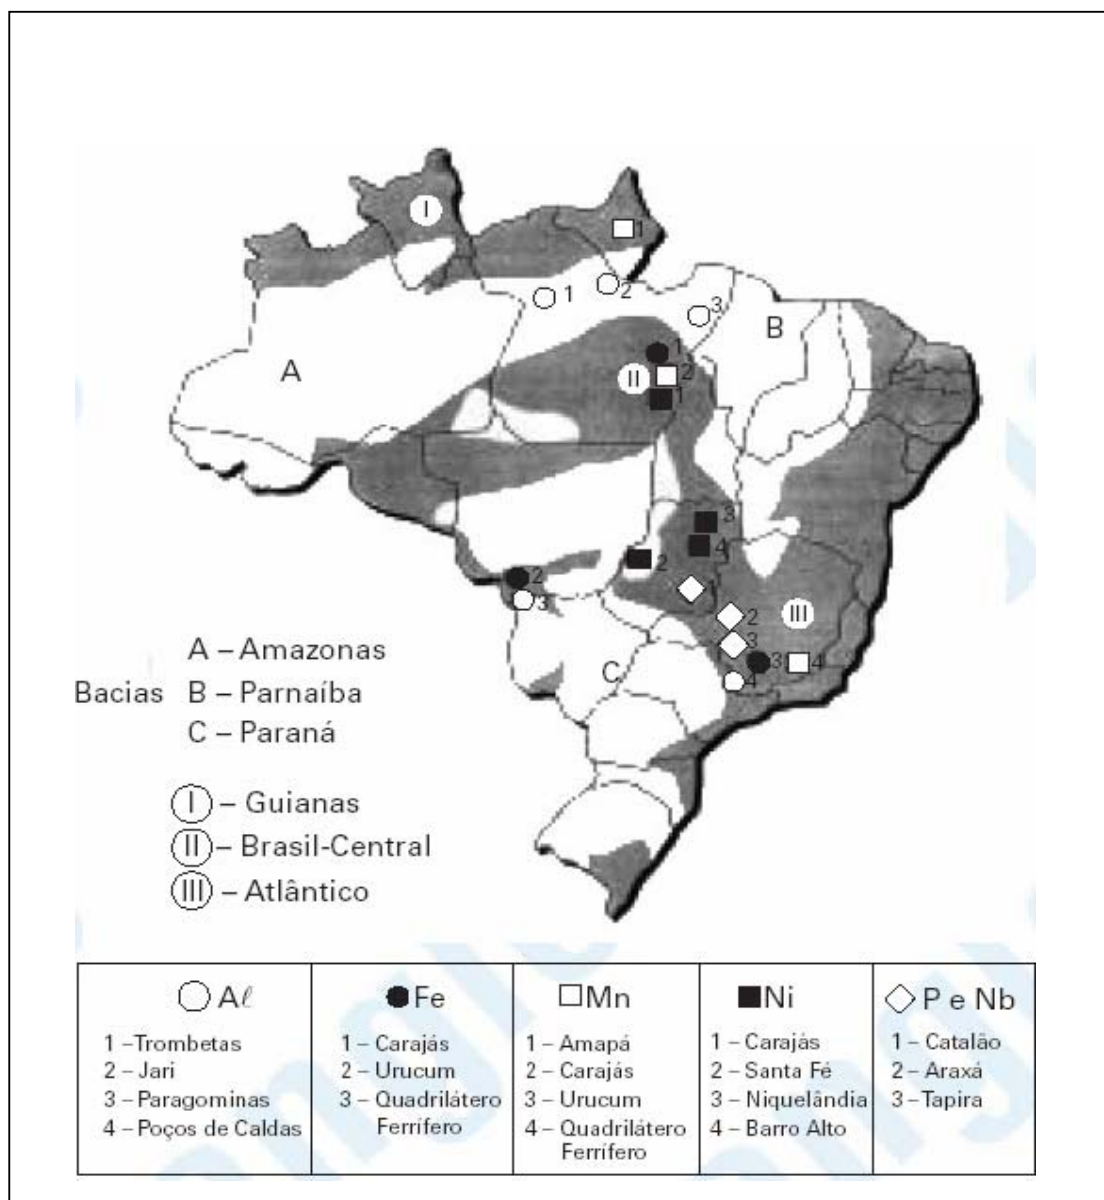 I
1
1
2
3
B
A
1
II
2
1
3
4
2
2
1
3
2
III
3
3
4
C
4
A – Amazonas
Bacias B – Parnaíba
C – Paraná
I – Guianas
II – Brasil-Central
III – Atlântico
Aℓ
1 – Trombetas
2 – Jari
3 – Paragominas
4 – Poços de Caldas
Fe
1 – Carajás
2 – Urucum
3 – Quadrilátero
Ferrífero
Mn
1 – Amapá
2 – Carajás
3 – Urucum
4 – Quadrilátero
Ferrífero
Ni
1 – Carajás
2 – Santa Fé
3 – Niquelândia
4 – Barro Alto
P e Nb
1 – Catalão
2 – Araxá
3 – Tapira